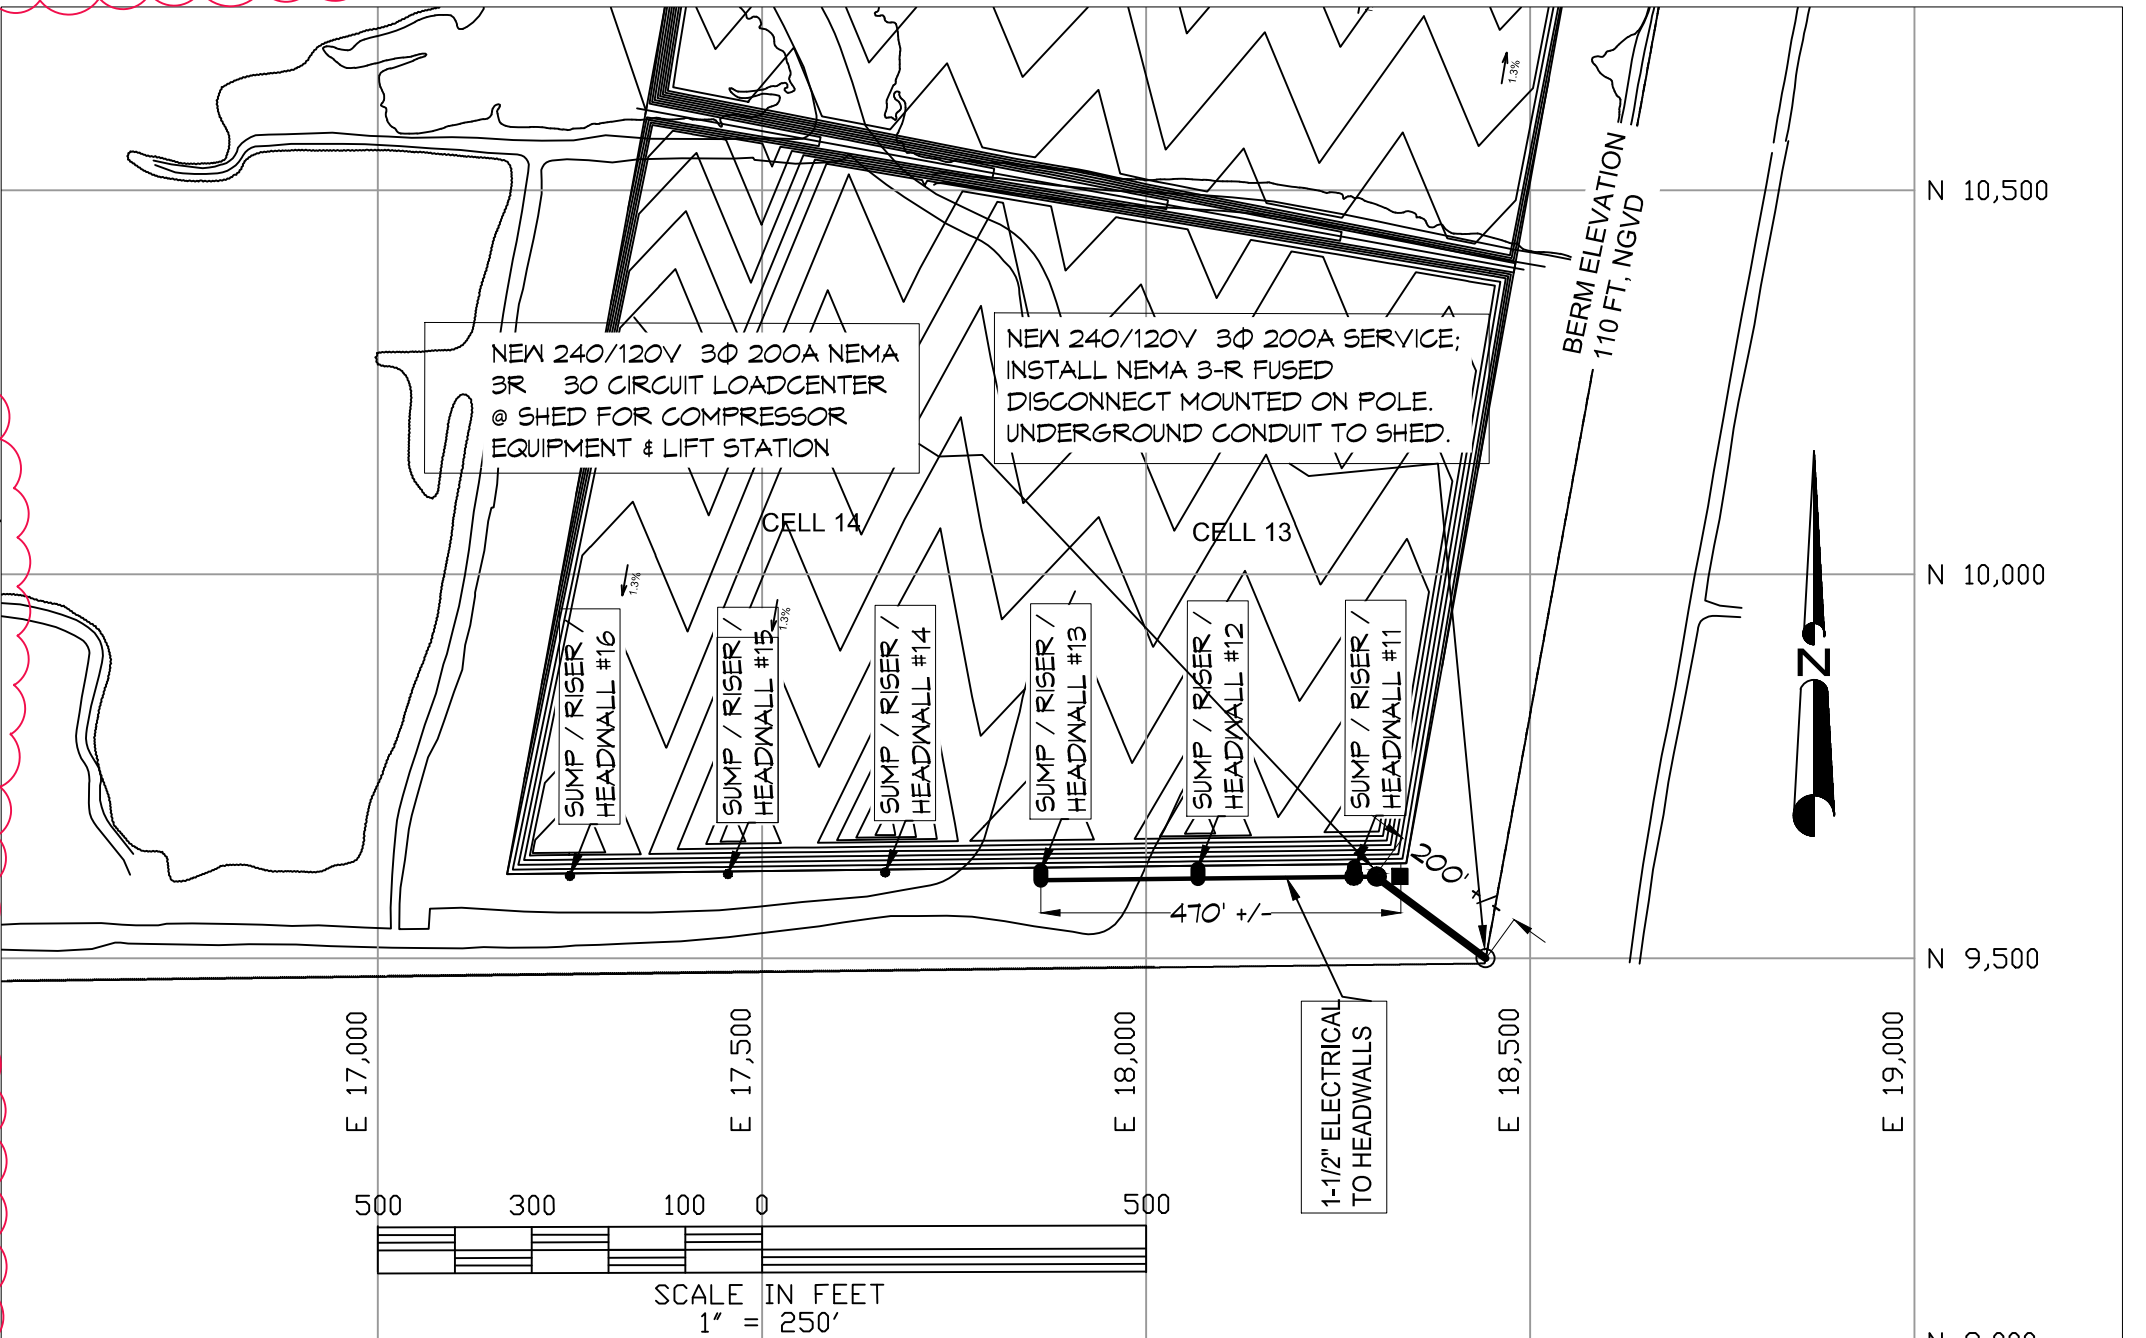 1.3%
N 10,500
BERM ELEVATION
110 FT, NGVD
NEW 240/120V 3Φ 200A NEMA
3R 30 CIRCUIT LOADCENTER
@ SHED FOR COMPRESSOR
EQUIPMENT & LIFT STATION
NEW 240/120V 3Φ 200A SERVICE;
INSTALL NEMA 3-R FUSED
DISCONNECT MOUNTED ON POLE.
UNDERGROUND CONDUIT TO SHED.
CELL 14
CELL 13
N 10,000
1.3%
1.3%
SUMP / RISER /
HEADWALL #16
SUMP / RISER /
HEADWALL #15
SUMP / RISER /
HEADWALL #14
SUMP / RISER /
HEADWALL #13
SUMP / RISER /
HEADWALL #12
SUMP / RISER /
HEADWALL #11
N
200' +/-
470' +/-
N 9,500
E 17,000
E 17,500
E 18,000
E 18,500
E 19,000
1-1/2" ELECTRICAL
TO HEADWALLS
500 300 100 0 500
SCALE IN FEET
1" = 250'